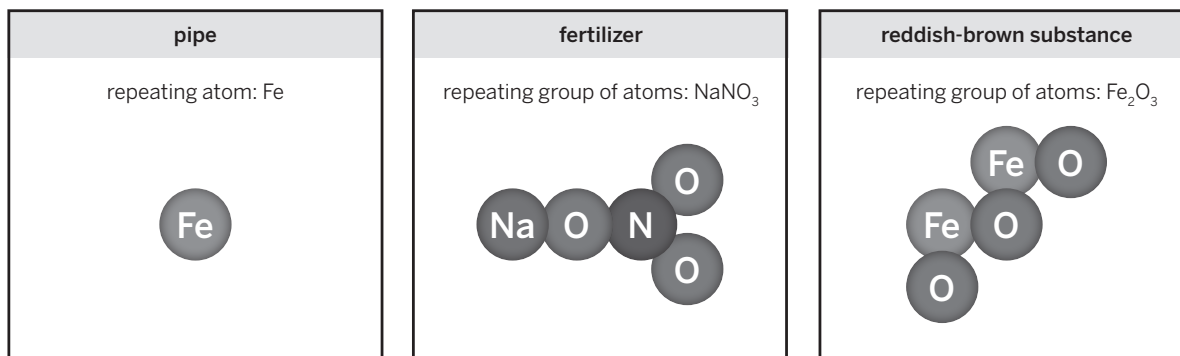 pipe
repeating atom: Fe
Fe
fertilizer
repeating group of atoms: NaNO₃
O
Na O N
O
reddish-brown substance
repeating group of atoms: Fe₂O₃
Fe O
Fe O
O